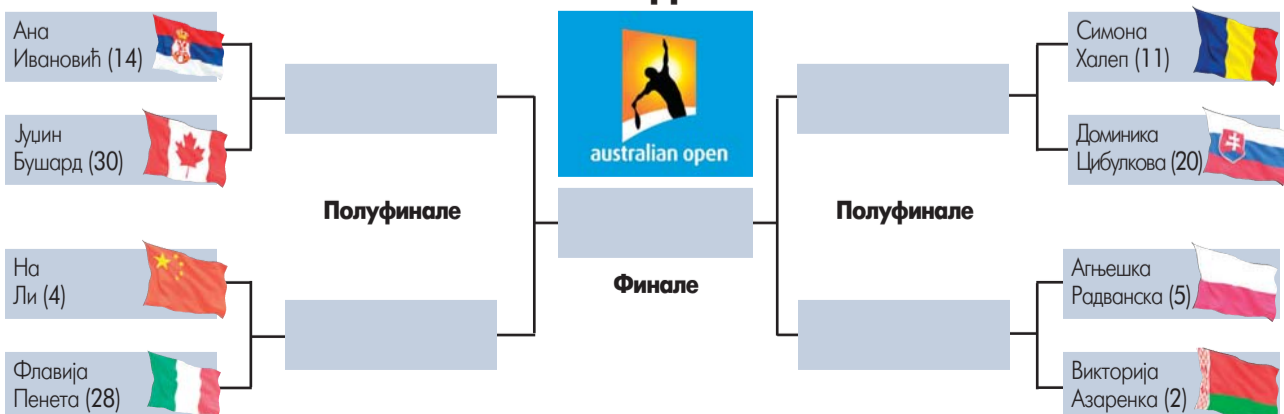 Ана
Ивановић (14)
Јуџин
Бушард (30)
Полуфинале
На
Ли (4)
Флавија
Пенета (28)
australian open
Финале
Симона
Халеп (11)
Доминика
Цибулкова (20)
Полуфинале
Агњешка
Радванска (5)
Викторија
Азаренка (2)